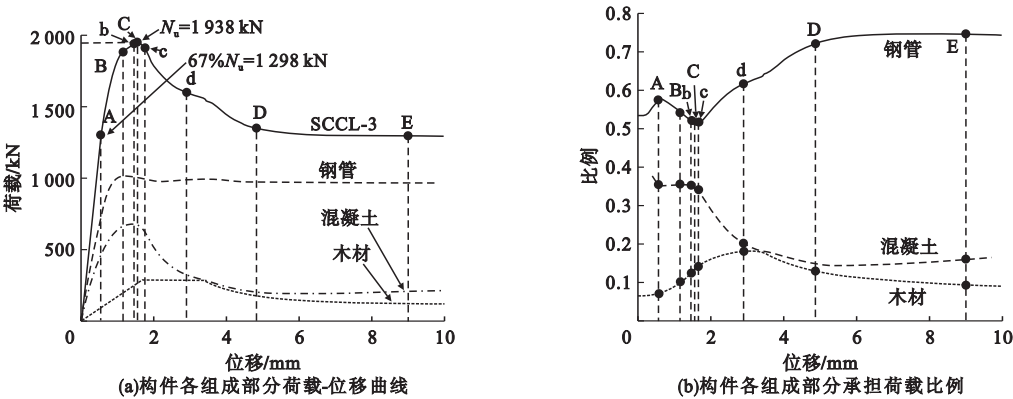 C
b
Nu=1 938 kN
2 000
c
B
67%Nu=1 298 kN
d
1 500
A
D
E
SCCL-3
荷载/kN
1 000
钢管
混凝土
500
木材
0
2
4
6
8
10
位移/mm
(a)构件各组成部分荷载-位移曲线
0.8
D
0.7
钢管
E
d
0.6
A
C
B
b
c
0.5
比例
0.4
0.3
混凝土
0.2
0.1
木材
0
2
4
6
8
10
位移/mm
(b)构件各组成部分承担荷载比例